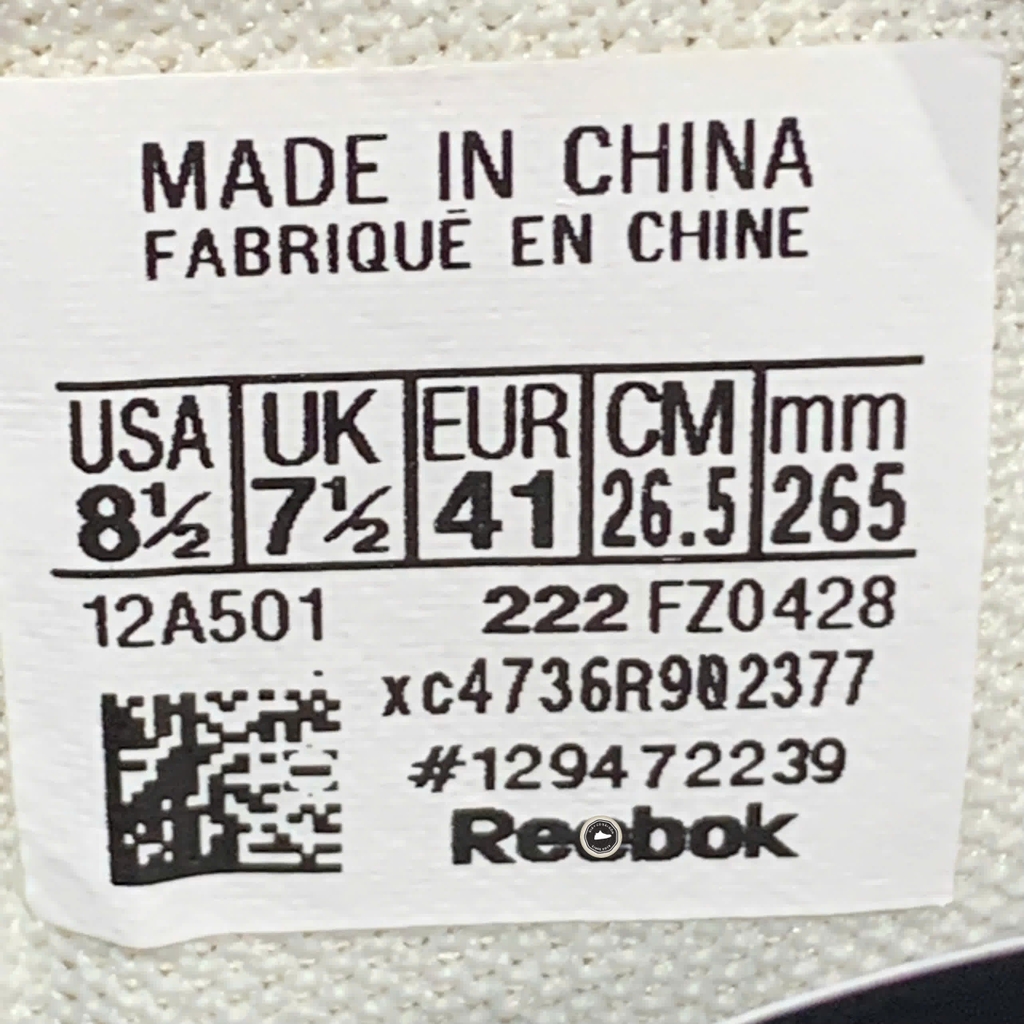 MADE IN CHINA
FABRIQUÉ EN CHINE
USA UK EUR CM mm
8½ 7½ 41 26.5 265
12A501 222 FZ0428
xc4736R902377
#129472239
Reebok